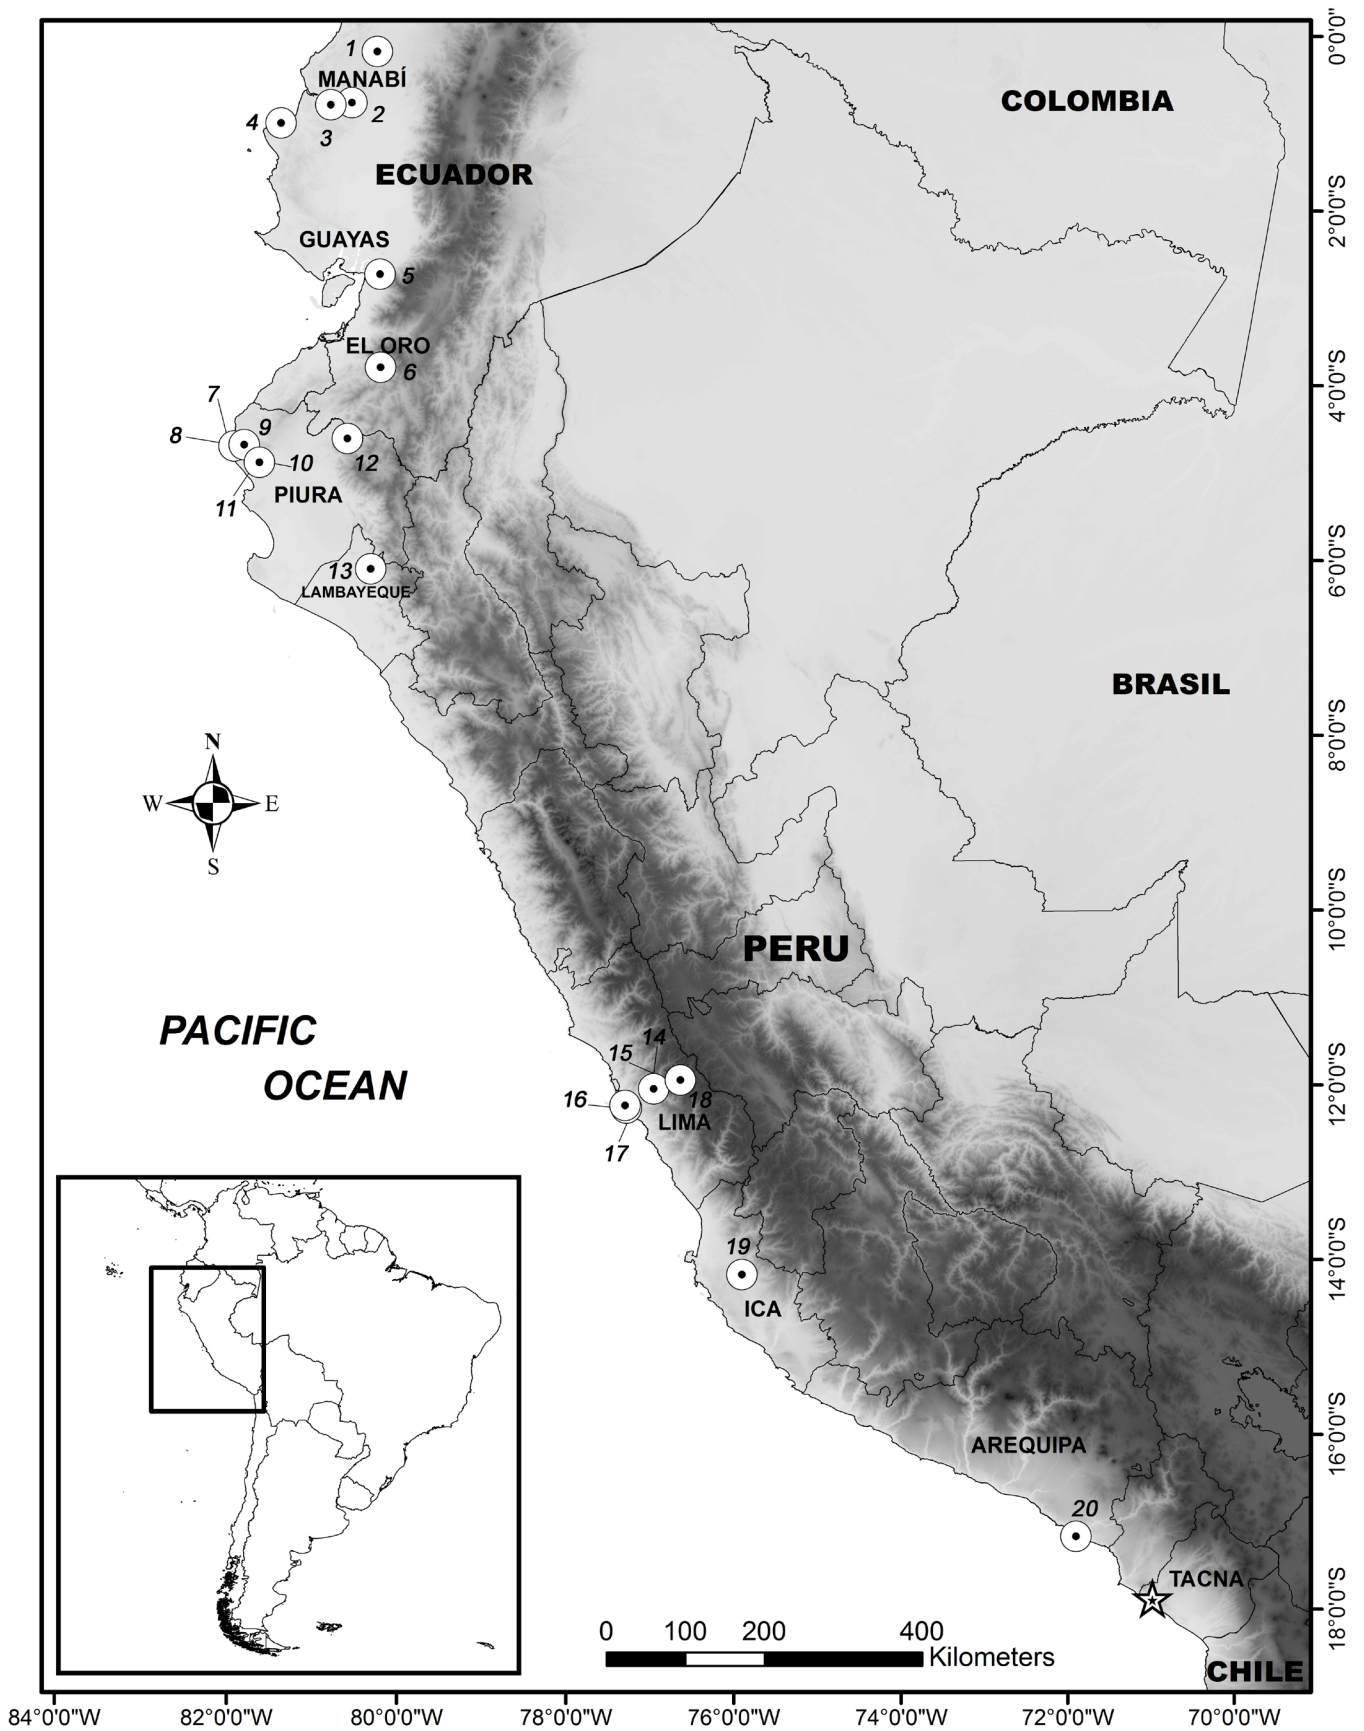 1
MANABÍ
2
3
4
COLOMBIA
ECUADOR
GUAYAS
5
EL ORO
6
7
8
9
10
11
12
PIURA
13
LAMBAYEQUE
BRASIL
N
W
E
S
PERU
PACIFIC
OCEAN
14
15
16
17
18
LIMA
19
ICA
AREQUIPA
20
TACNA
CHILE
0 100 200 400
Kilometers
0°0'0"
2°0'0"S
4°0'0"S
6°0'0"S
8°0'0"S
10°0'0"S
12°0'0"S
14°0'0"S
16°0'0"S
18°0'0"S
84°0'0"W 82°0'0"W 80°0'0"W 78°0'0"W 76°0'0"W 74°0'0"W 72°0'0"W 70°0'0"W